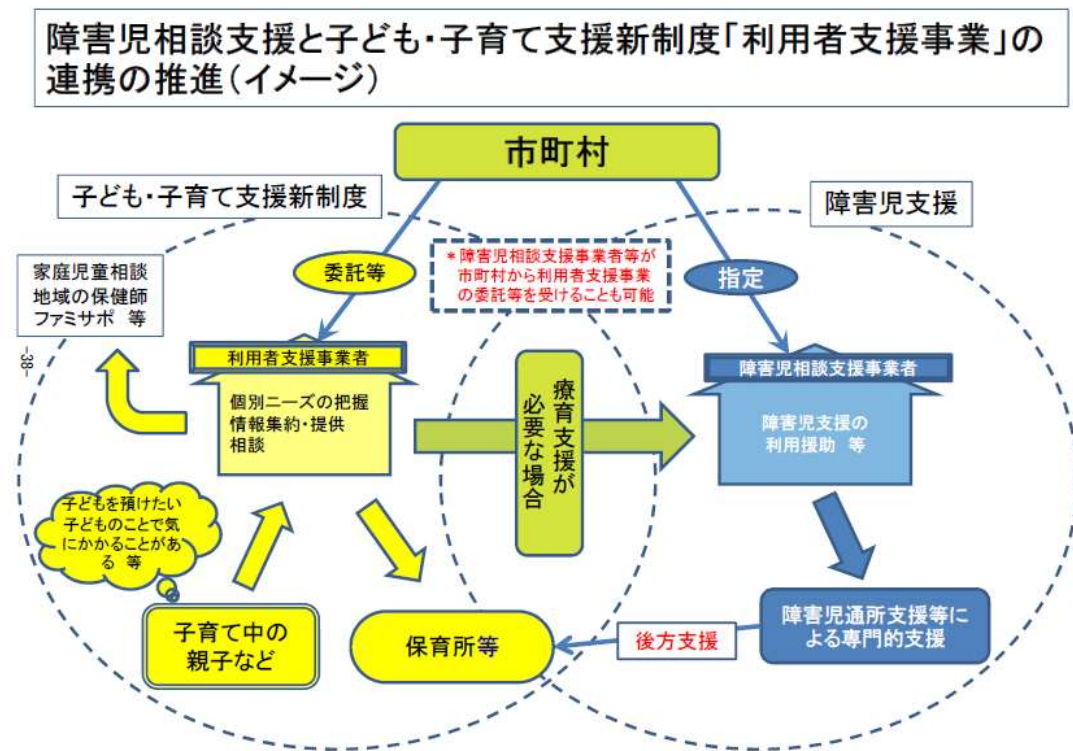 障害児相談支援と子ども・子育て支援新制度「利用者支援事業」の
連携の推進(イメージ)
市町村
子ども・子育て支援新制度
障害児支援
家庭児童相談
地域の保健師
ファミサポ 等
委託等
*障害児相談支援事業者等が
市町村から利用者支援事業
の委託等を受けることも可能
指定
-38-
利用者支援事業者
個別ニーズの把握
情報集約・提供
相談
療育支援が
必要な場合
障害児相談支援事業者
障害児支援の
利用援助 等
子どもを預けたい
子どものことで気
にかかることがあ
る 等
子育て中の
親子など
保育所等
後方支援
障害児通所支援等に
よる専門的支援